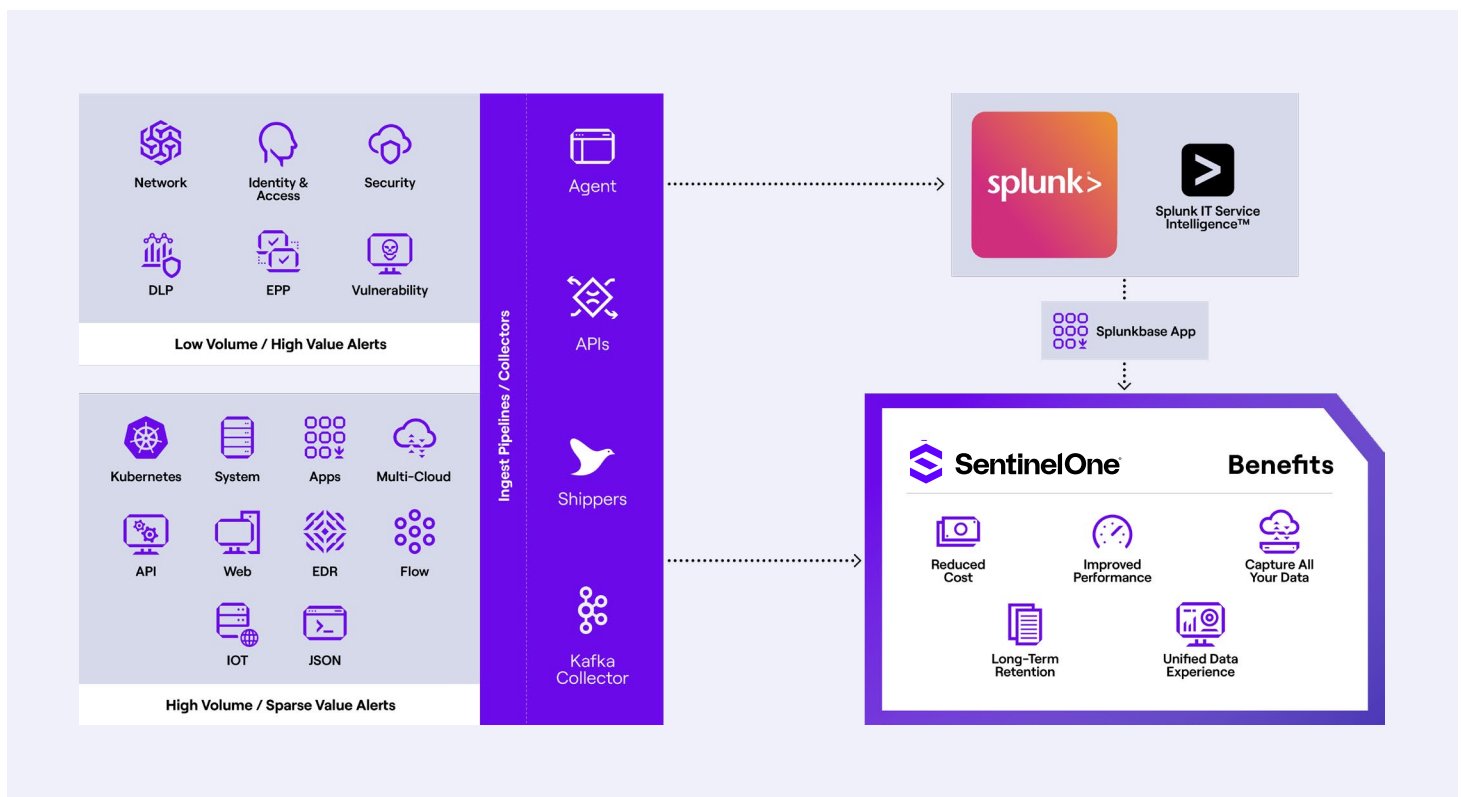 Network
Identity &
Access
Security
DLP
EPP
Vulnerability
Low Volume / High Value Alerts
Kubernetes
System
Apps
Multi-Cloud
API
Web
EDR
Flow
IOT
JSON
High Volume / Sparse Value Alerts
Ingest Pipelines / Collectors
Agent
APIs
Shippers
Kafka
Collector
splunk>
Splunk IT Service
Intelligence™
Splunkbase App
SentinelOne
Benefits
Reduced
Cost
Improved
Performance
Capture All
Your Data
Long-Term
Retention
Unified Data
Experience